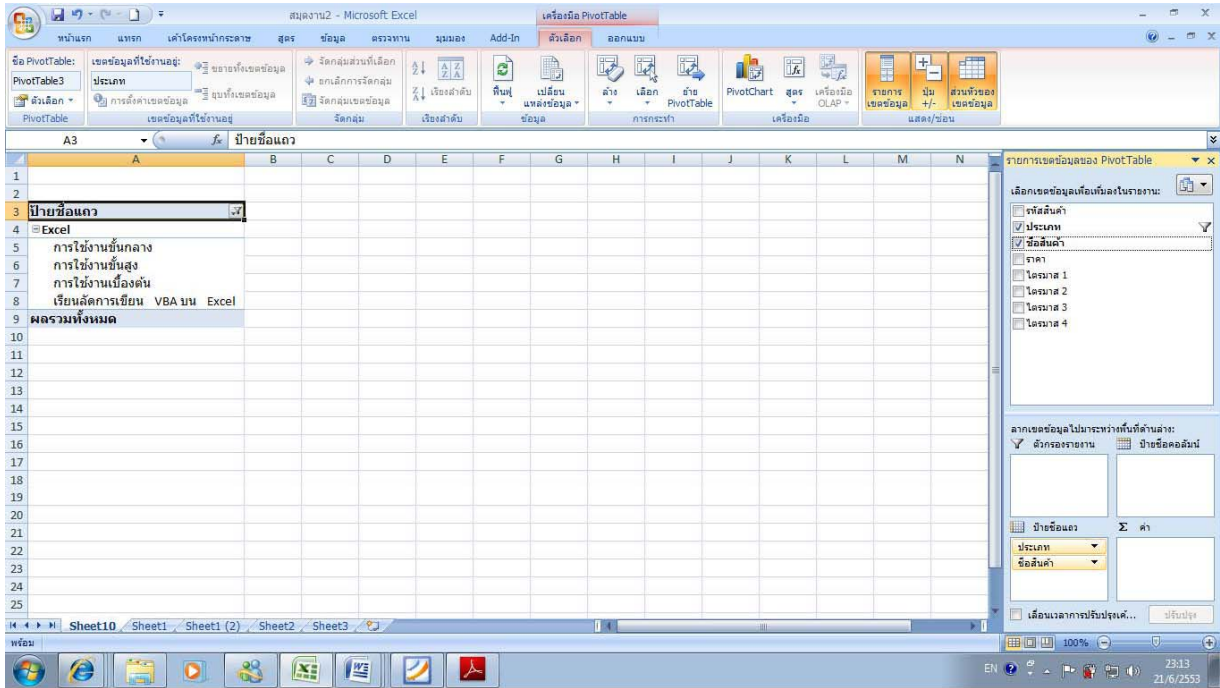 สมุดงาน2 - Microsoft Excel
เครื่องมือ PivotTable
หน้าแรก แทรก เค้าโครงหน้ากระดาษ สูตร ข้อมูล ตรวจทาน มุมมอง Add-In ตัวเลือก ออกแบบ
ชื่อ PivotTable:
PivotTable3
ตัวเลือก
PivotTable
เขตข้อมูลที่ใช้งานอยู่:
ประเภท
การตั้งค่าเขตข้อมูล
ขยายทั้งเขตข้อมูล
ยุบทั้งเขตข้อมูล
เขตข้อมูลที่ใช้งานอยู่
จัดกลุ่มส่วนที่เลือก
ยกเลิกการจัดกลุ่ม
จัดกลุ่มเขตข้อมูล
จัดกลุ่ม
เรียงลำดับ
เรียงลำดับ
ฟื้นฟู
เปลี่ยน
แหล่งข้อมูล
ข้อมูล
ล้าง
เลือก
ย้าย
PivotTable
การกระทำ
PivotChart
สูตร
เครื่องมือ
OLAP
เครื่องมือ
รายการ
เขตข้อมูล
ปุ่ม
+/-
ส่วนหัวของ
เขตข้อมูล
แสดง/ซ่อน
A3 fx ป้ายชื่อแถว
A B C D E F G H I J K L M N
1
2
3 ป้ายชื่อแถว
4 Excel
5 การใช้งานขั้นกลาง
6 การใช้งานขั้นสูง
7 การใช้งานเบื้องต้น
8 เรียนลัดการเขียน VBA บน Excel
9 ผลรวมทั้งหมด
10
11
12
13
14
15
16
17
18
19
20
21
22
23
24
25
รายการเขตข้อมูลของ PivotTable
เลือกเขตข้อมูลเพื่อเพิ่มลงในรายงาน:
รหัสสินค้า
ประเภท
ชื่อสินค้า
ราคา
ไตรมาส 1
ไตรมาส 2
ไตรมาส 3
ไตรมาส 4
ลากเขตข้อมูลไปมาระหว่างพื้นที่ด้านล่าง:
ตัวกรองรายงาน ป้ายชื่อคอลัมน์
ป้ายชื่อแถว Σ ค่า
ประเภท
ชื่อสินค้า
เลื่อนเวลาการปรับปรุงเค้... ปรับปรุง
Sheet10 Sheet1 Sheet1 (2) Sheet2 Sheet3
พร้อม 100%
EN 23:13
21/6/2553